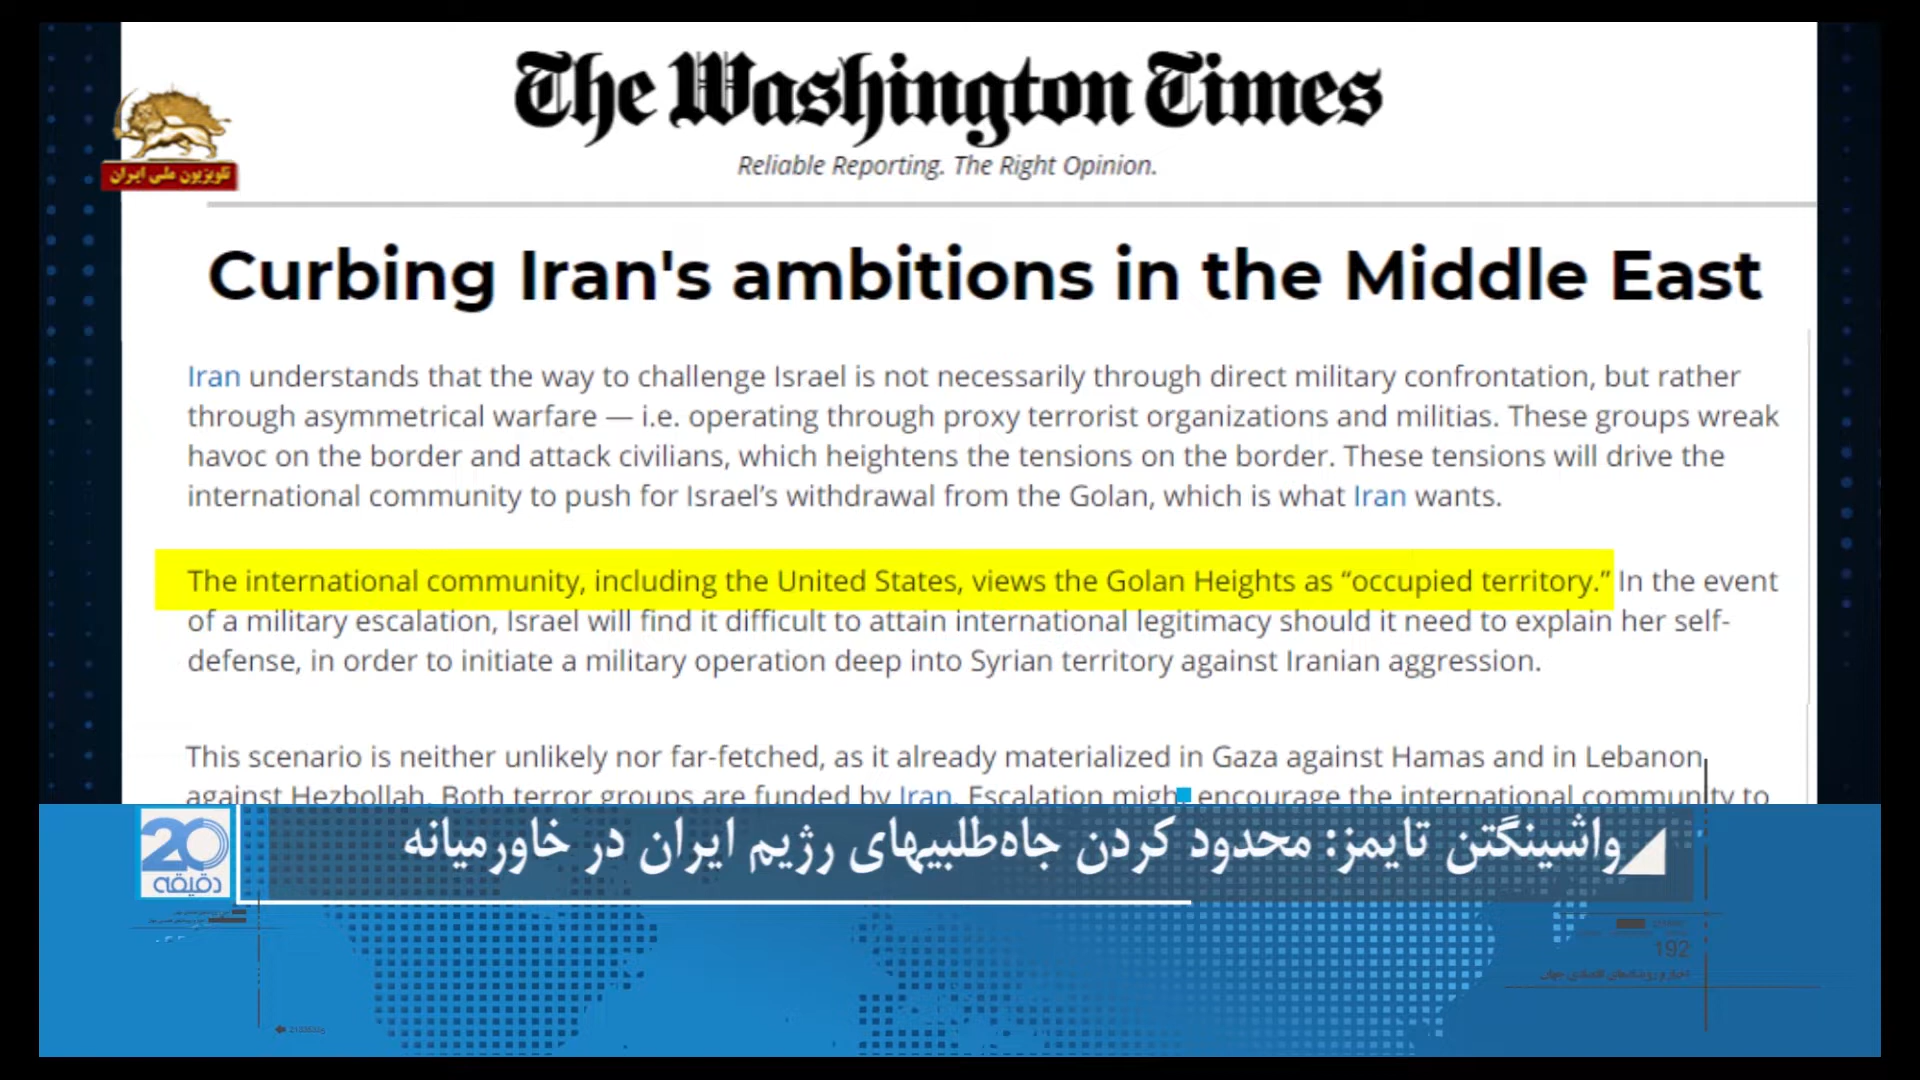 The Washington Times
Reliable Reporting. The Right Opinion.
تلویزیون ملی ایران
Curbing Iran's ambitions in the Middle East
Iran understands that the way to challenge Israel is not necessarily through direct military confrontation, but rather
through asymmetrical warfare — i.e. operating through proxy terrorist organizations and militias. These groups wreak
havoc on the border and attack civilians, which heightens the tensions on the border. These tensions will drive the
international community to push for Israel’s withdrawal from the Golan, which is what Iran wants.
The international community, including the United States, views the Golan Heights as “occupied territory.” In the event
of a military escalation, Israel will find it difficult to attain international legitimacy should it need to explain her self-
defense, in order to initiate a military operation deep into Syrian territory against Iranian aggression.
This scenario is neither unlikely nor far-fetched, as it already materialized in Gaza against Hamas and in Lebanon
against Hezbollah. Both terror groups are funded by Iran. Escalation might encourage the international community to
واشینگتن تایمز: محدود کردن جاه‌طلبیهای رژیم ایران در خاورمیانه
20
دقیقه
192